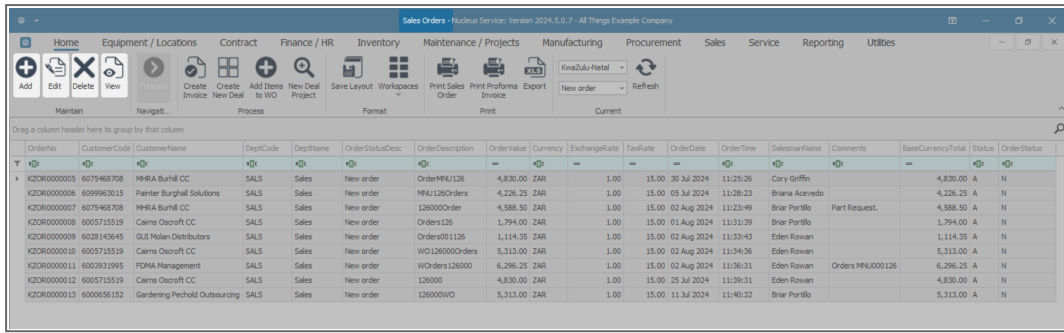 Sales Orders - Nucleus Service: Version 2024.5.0.7 - All Things Example Company
Home Equipment / Locations Contract Finance / HR Inventory Maintenance / Projects Manufacturing Procurement Sales Service Reporting Utilities
Add Edit Delete View Forward Create Invoice Create New Deal Add Items to WO New Deal Project Save Layout Workspaces Print Sales Order Print Proforma Invoice Export XLS KwaZulu-Natal New order Refresh
Maintain Navigati... Process Format Print Current
Drag a column header here to group by that column
OrderNo CustomerCode CustomerName DeptCode DeptName OrderStatusDesc OrderDescription OrderValue Currency ExchangeRate TaxRate OrderDate OrderTime SalesmanName Comments BaseCurrencyTotal Status OrderStatus
KZOR0000005 6075468708 MHRA Burhill CC SALS Sales New order OrderMNU126 4,830.00 ZAR 1.00 15.00 30 Jul 2024 11:25:26 Cory Griffin 4,830.00 A N
KZOR0000006 6099963015 Painter Burghall Solutions SALS Sales New order MNU126Orders 4,226.25 ZAR 1.00 15.00 05 Jul 2024 11:28:23 Briana Acevedo 4,226.25 A N
KZOR0000007 6075468708 MHRA Burhill CC SALS Sales New order 126000Order 4,588.50 ZAR 1.00 15.00 02 Aug 2024 11:23:49 Briar Portillo Part Request. 4,588.50 A N
KZOR0000008 6005715519 Cairns Oscroft CC SALS Sales New order Orders126 1,794.00 ZAR 1.00 15.00 01 Aug 2024 11:31:39 Briar Portillo 1,794.00 A N
KZOR0000009 6028143645 GUI Molan Distributors SALS Sales New order Orders001126 1,114.35 ZAR 1.00 15.00 02 Aug 2024 11:33:43 Eden Rowan 1,114.35 A N
KZOR0000010 6005715519 Cairns Oscroft CC SALS Sales New order WO126000Orders 5,313.00 ZAR 1.00 15.00 02 Aug 2024 11:34:36 Eden Rowan 5,313.00 A N
KZOR0000011 6003931995 FDMA Management SALS Sales New order WOrders126000 6,296.25 ZAR 1.00 15.00 02 Aug 2024 11:36:31 Eden Rowan Orders MNU000126 6,296.25 A N
KZOR0000012 6005715519 Cairns Oscroft CC SALS Sales New order 126000 4,830.00 ZAR 1.00 15.00 25 Jul 2024 11:39:31 Eden Rowan 4,830.00 A N
KZOR0000013 6000656152 Gardening Pechold Outsourcing SALS Sales New order 126000WO 5,313.00 ZAR 1.00 15.00 11 Jul 2024 11:40:32 Briar Portillo 5,313.00 A N